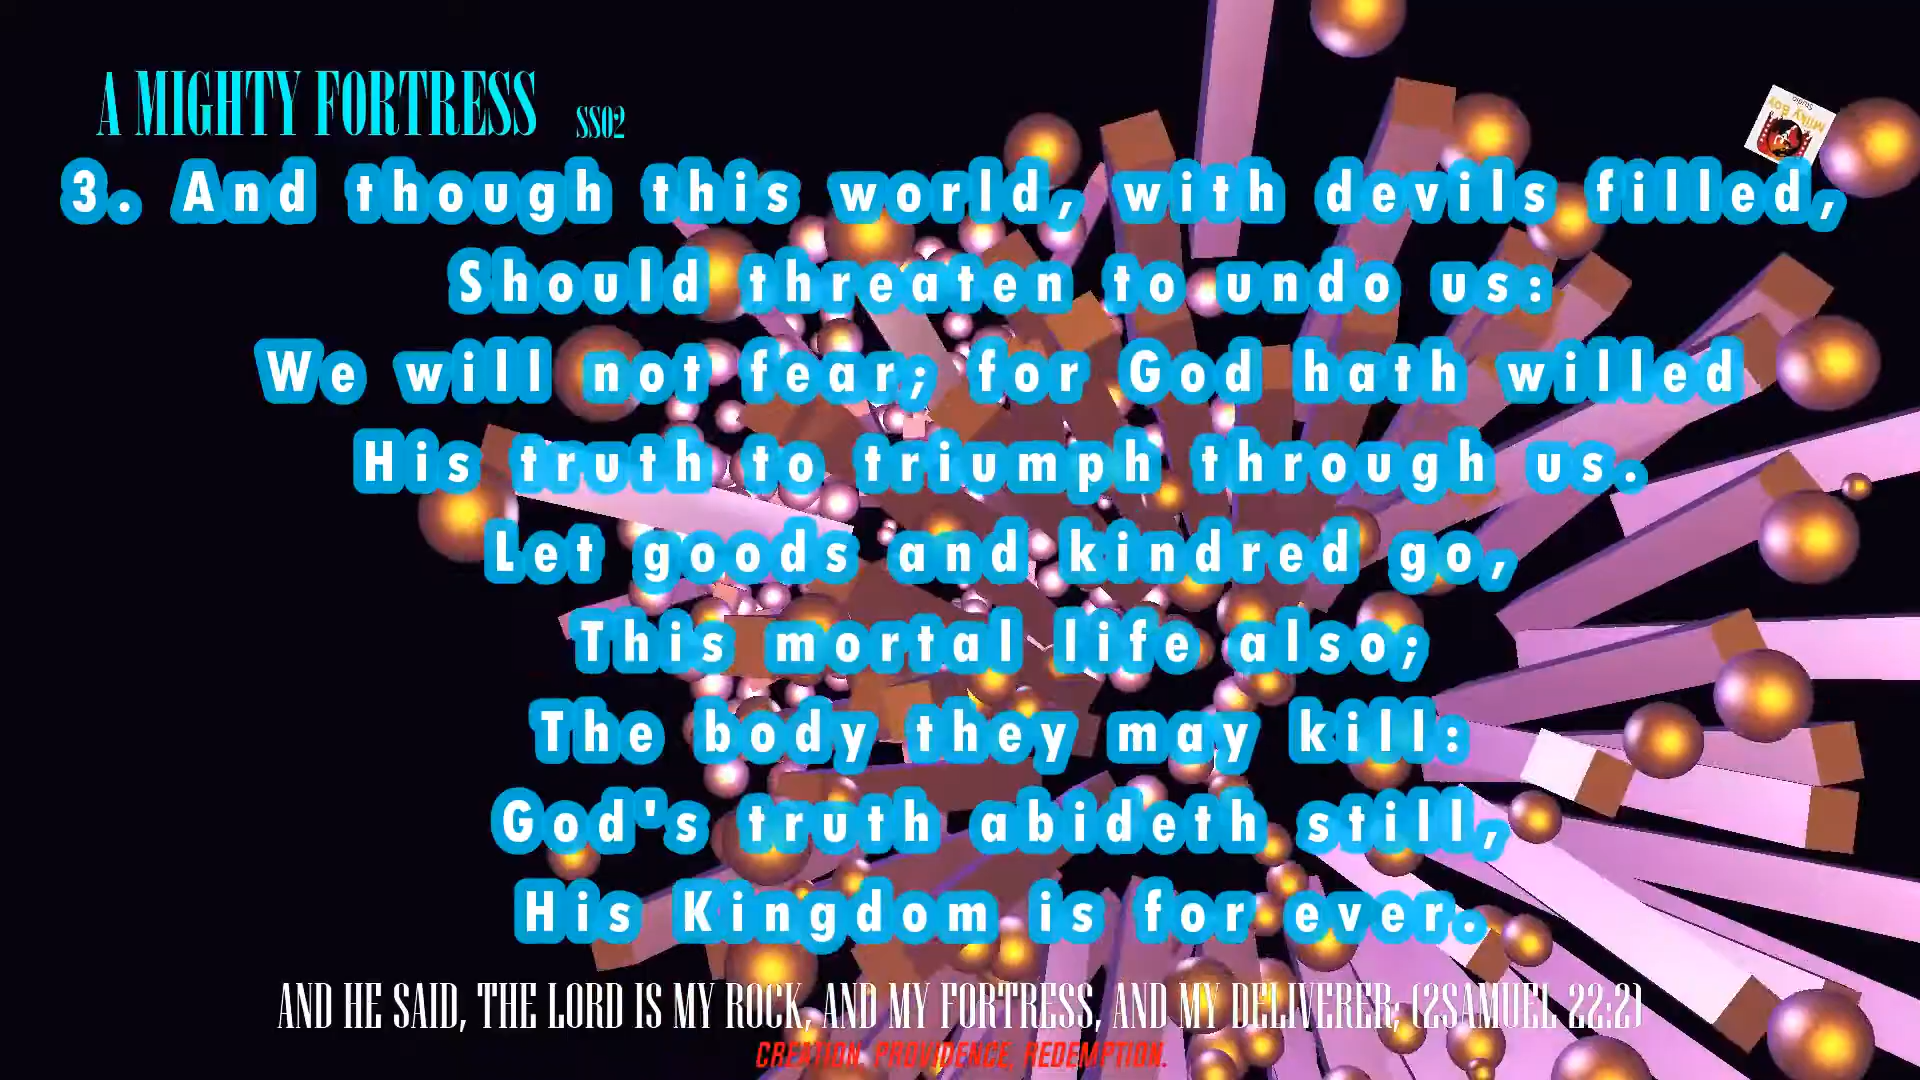 A MIGHTY FORTRESS SS02
Milky Boy
Studio
3. And though this world, with devils filled,
Should threaten to undo us:
We will not fear; for God hath willed
His truth to triumph through us.
Let goods and kindred go,
This mortal life also;
The body they may kill:
God's truth abideth still,
His Kingdom is for ever.
AND HE SAID, THE LORD IS MY ROCK, AND MY FORTRESS, AND MY DELIVERER; (2SAMUEL 22:2)
CREATION, PROVIDENCE, REDEMPTION.